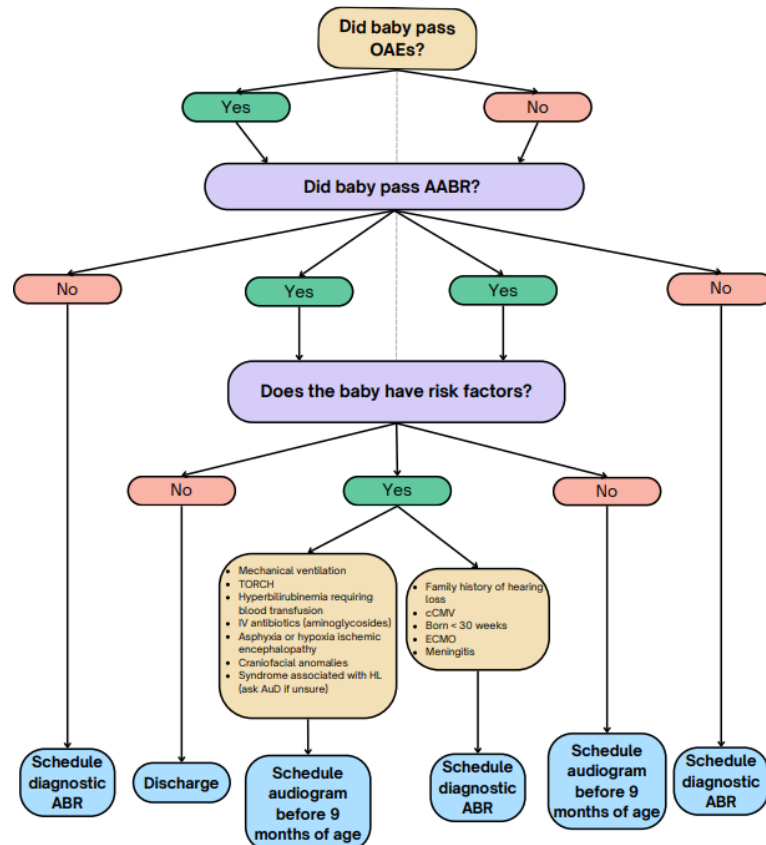 Did baby pass
OAEs?
Yes
No
Did baby pass AABR?
No
Yes
Yes
No
Does the baby have risk factors?
No
Yes
No
• Mechanical ventilation
• TORCH
• Hyperbilirubinemia requiring
blood transfusion
• IV antibiotics (aminoglycosides)
• Asphyxia or hypoxia ischemic
encephalopathy
• Craniofacial anomalies
• Syndrome associated with HL
(ask AuD if unsure)
• Family history of hearing
loss
• cCMV
• Born < 30 weeks
• ECMO
• Meningitis
Schedule
diagnostic
ABR
Discharge
Schedule
audiogram
before 9
months of age
Schedule
diagnostic
ABR
Schedule
audiogram
before 9
months of age
Schedule
diagnostic
ABR